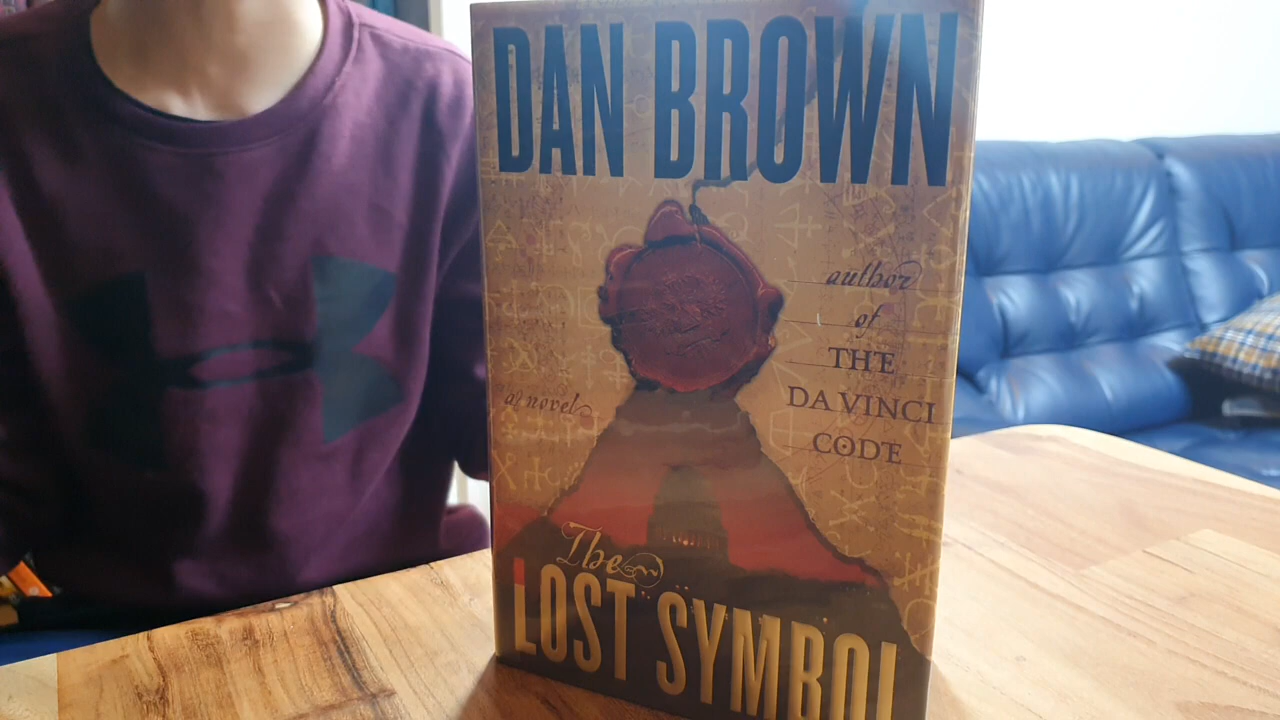 DAN BROWN
author
of
THE
DA VINCI
CODE
a novel
The
LOST SYMBOL